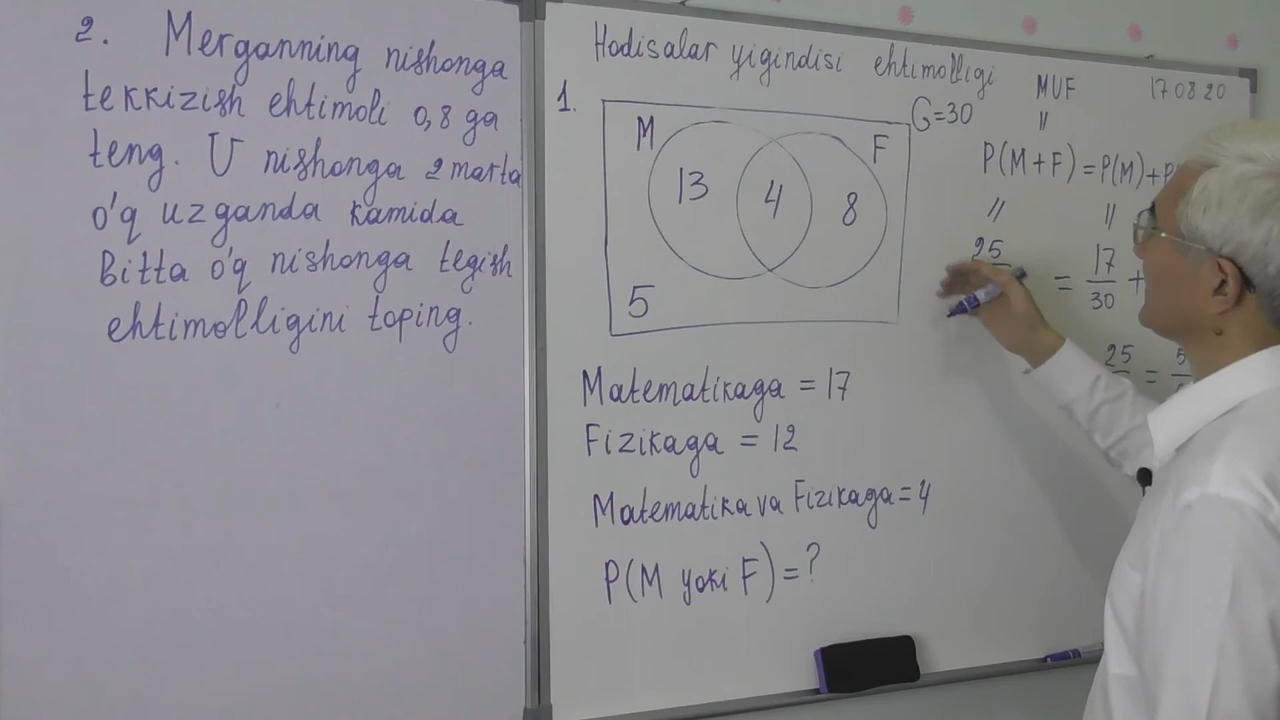 2. Merganning nishonga
tekkizish ehtimoli 0,8 ga
teng. U nishonga 2 marta
o'q uzganda kamida
Bitta o'q nishonga tegish
ehtimolligini toping.
Hodisalar yigindisi ehtimolligi
17 08 20
1.
M
F
13
4
8
5
G=30
MUF
"
P(M+F) = P(M)+P
" "
25
= 17/30 +
25 = 5
Matematikaga = 17
Fizikaga = 12
Matematika va Fizikaga = 4
P(M yoki F) = ?